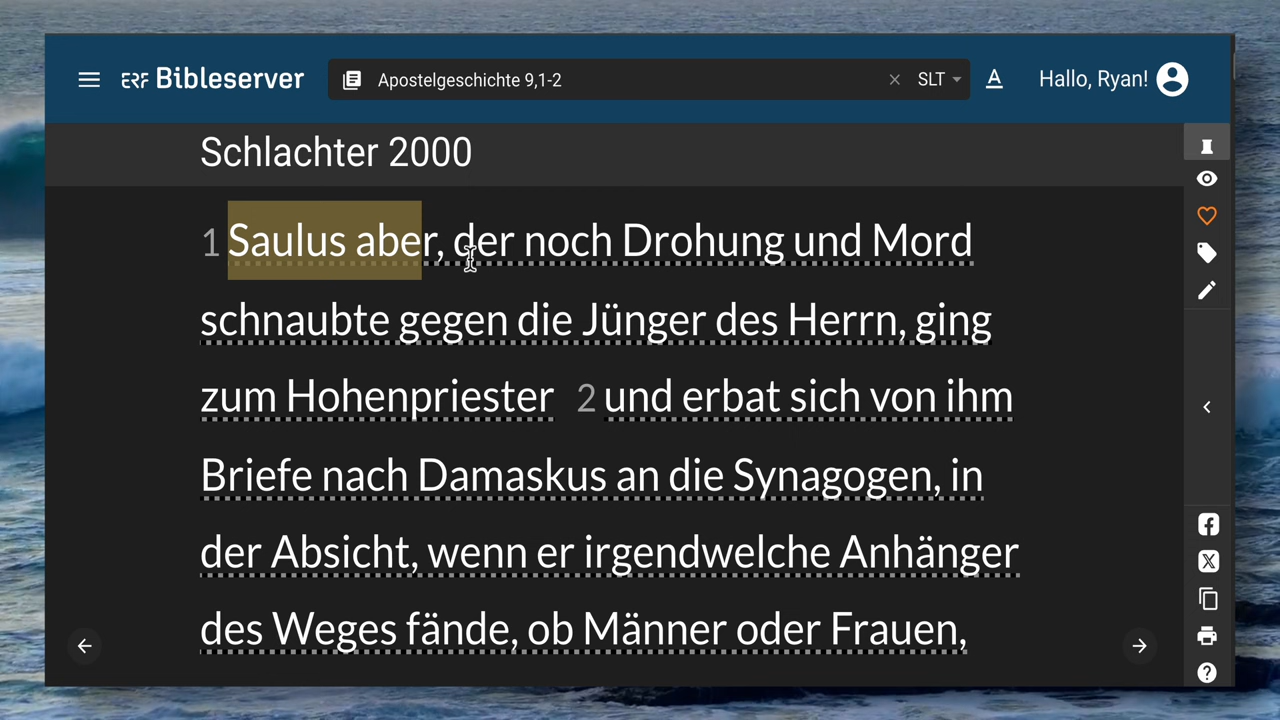 ERF Bibleserver
Apostelgeschichte 9,1-2
SLT
A
Hallo, Ryan!
Schlachter 2000
1 Saulus aber, der noch Drohung und Mord
schnaubte gegen die Jünger des Herrn, ging
zum Hohenpriester 2 und erbat sich von ihm
Briefe nach Damaskus an die Synagogen, in
der Absicht, wenn er irgendwelche Anhänger
des Weges fände, ob Männer oder Frauen,